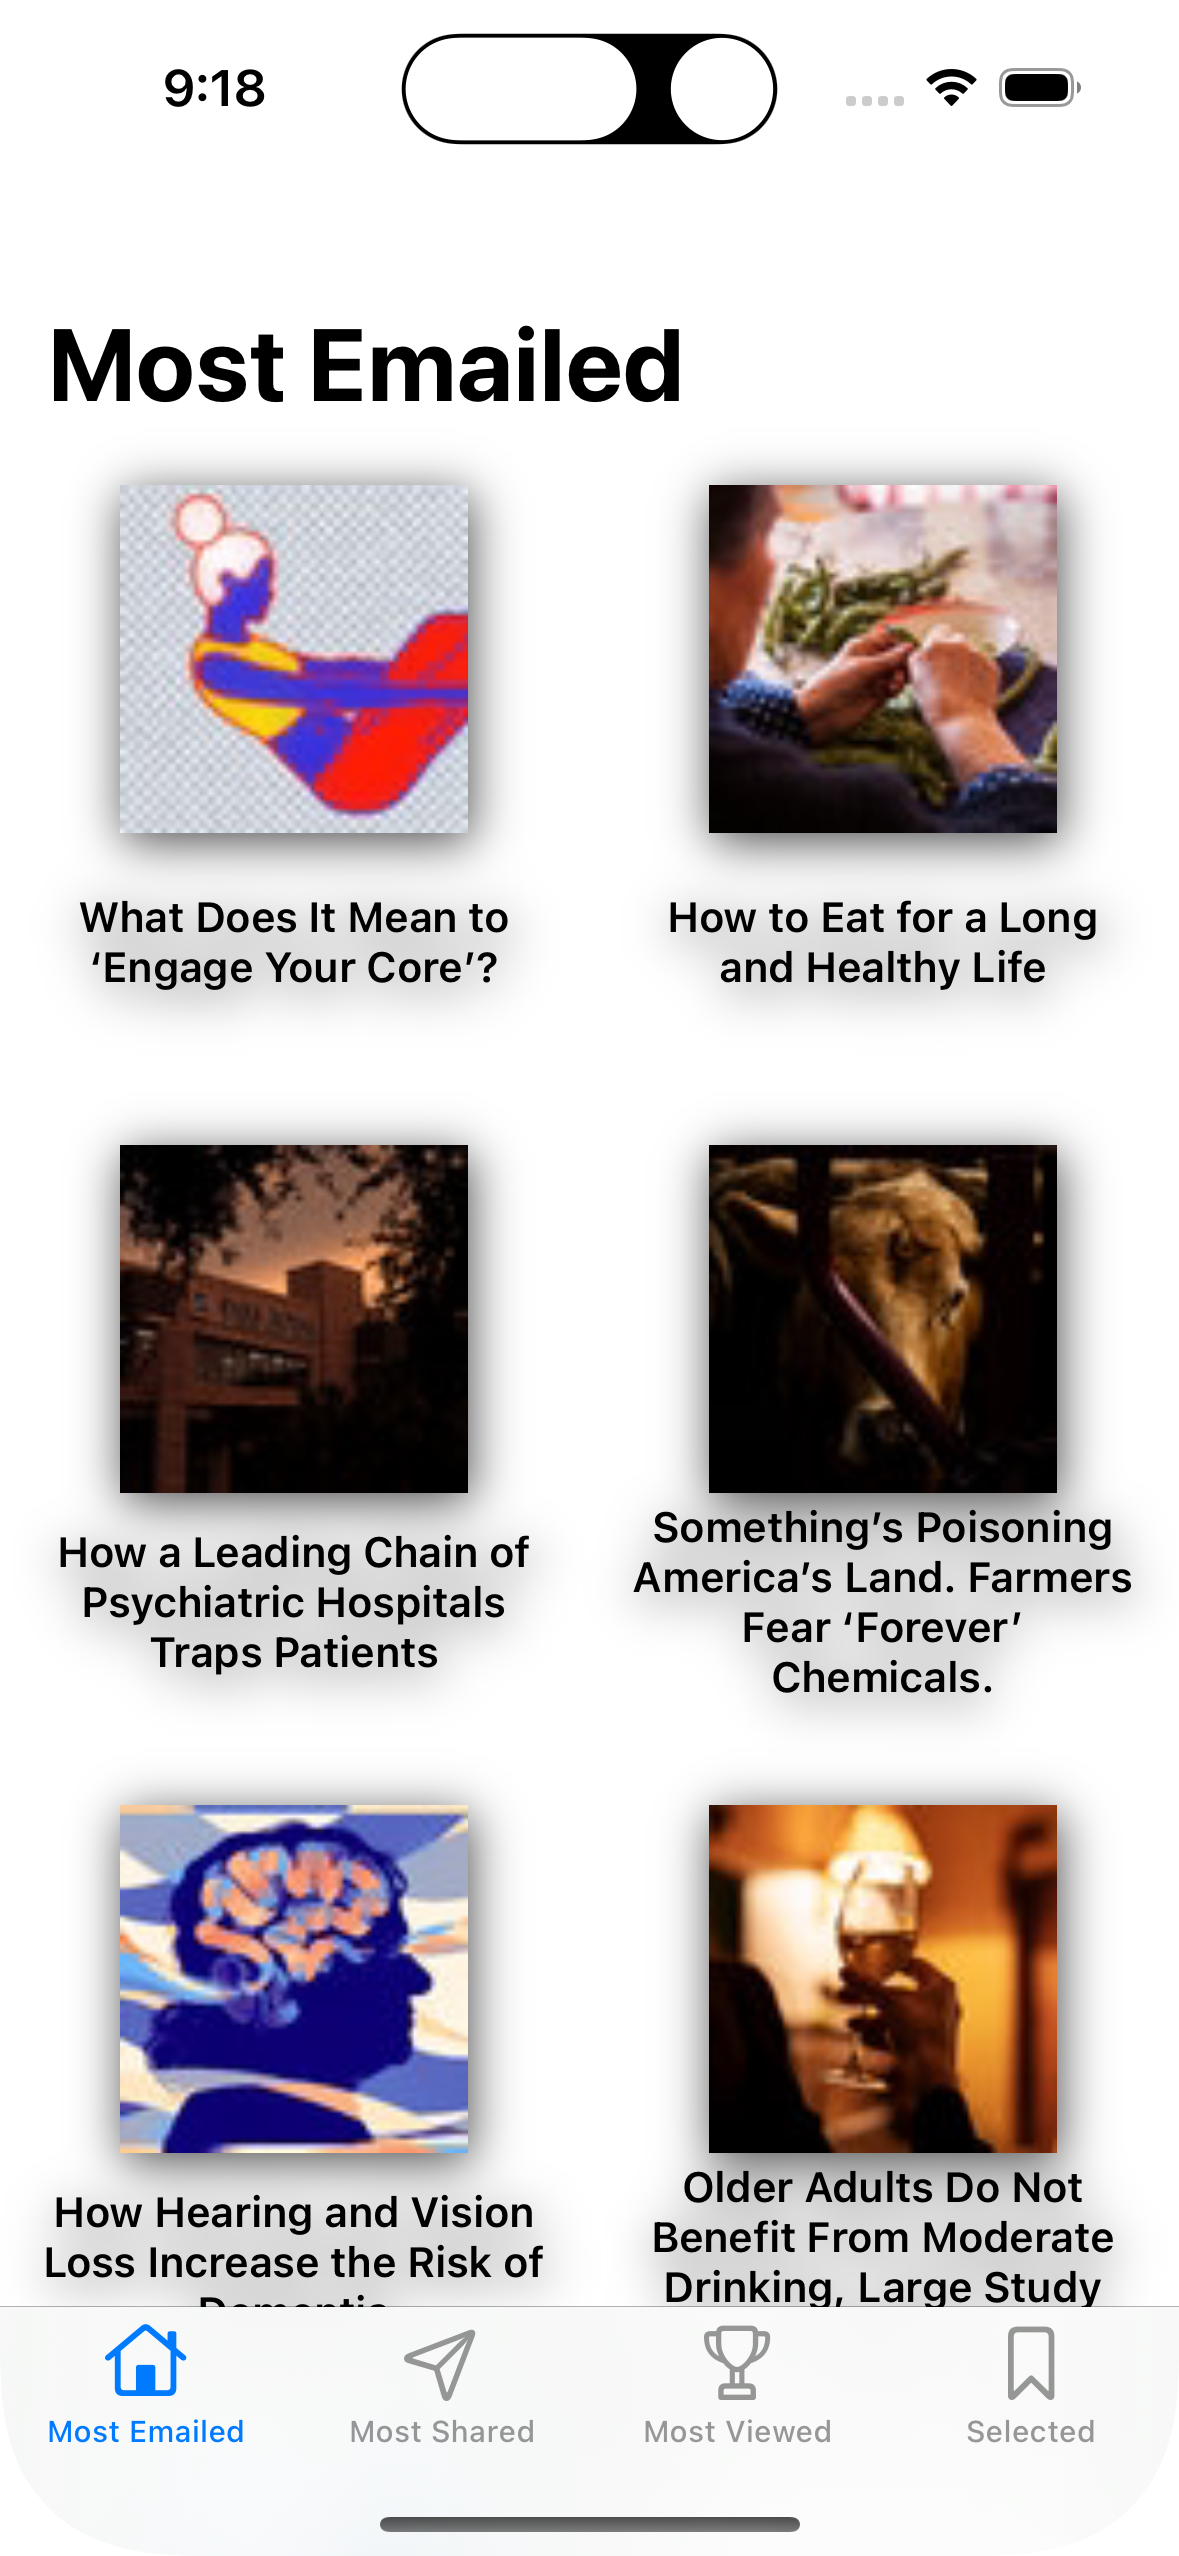 9:18
Most Emailed
What Does It Mean to
‘Engage Your Core’?
How to Eat for a Long
and Healthy Life
How a Leading Chain of
Psychiatric Hospitals
Traps Patients
Something’s Poisoning
America’s Land. Farmers
Fear ‘Forever’
Chemicals.
How Hearing and Vision
Loss Increase the Risk of
Dementia
Older Adults Do Not
Benefit From Moderate
Drinking, Large Study
Most Emailed
Most Shared
Most Viewed
Selected